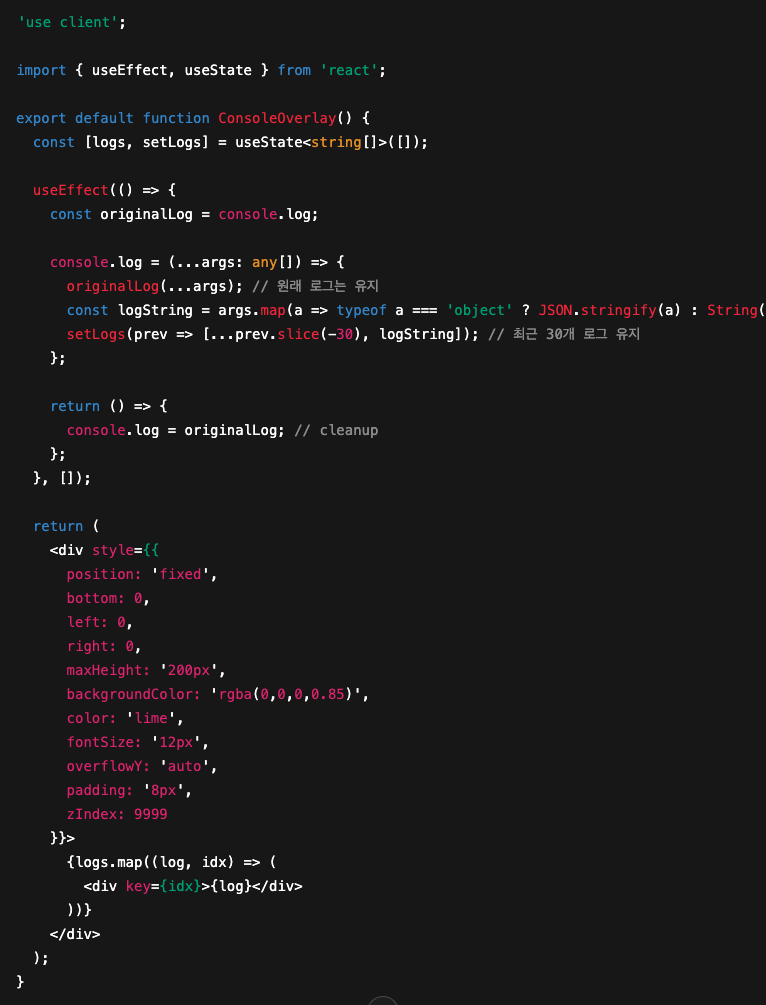 'use client';

import { useEffect, useState } from 'react';

export default function ConsoleOverlay() {
  const [logs, setLogs] = useState<string[]>([]);

  useEffect(() => {
    const originalLog = console.log;

    console.log = (...args: any[]) => {
      originalLog(...args); // 원래 로그는 유지
      const logString = args.map(a => typeof a === 'object' ? JSON.stringify(a) : String(
      setLogs(prev => [...prev.slice(-30), logString]); // 최근 30개 로그 유지
    };

    return () => {
      console.log = originalLog; // cleanup
    };
  }, []);

  return (
    <div style={{
      position: 'fixed',
      bottom: 0,
      left: 0,
      right: 0,
      maxHeight: '200px',
      backgroundColor: 'rgba(0,0,0,0.85)',
      color: 'lime',
      fontSize: '12px',
      overflowY: 'auto',
      padding: '8px',
      zIndex: 9999
    }}>
      {logs.map((log, idx) => (
        <div key={idx}>{log}</div>
      ))}
    </div>
  );
}